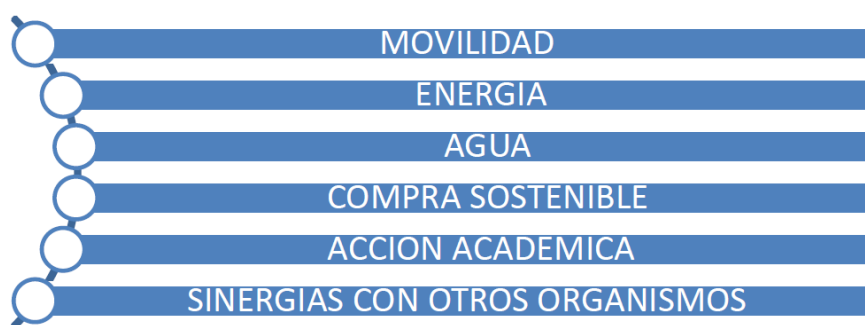 MOVILIDAD
ENERGIA
AGUA
COMPRA SOSTENIBLE
ACCION ACADEMICA
SINERGIAS CON OTROS ORGANISMOS